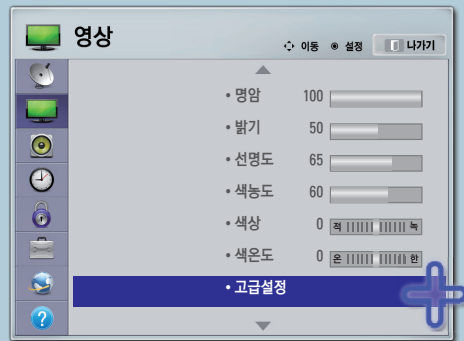 영상
이동 설정 나가기
• 명암 100
• 밝기 50
• 선명도 65
• 색농도 60
• 색상 0 적 녹
• 색온도 0 온 한
• 고급설정
?